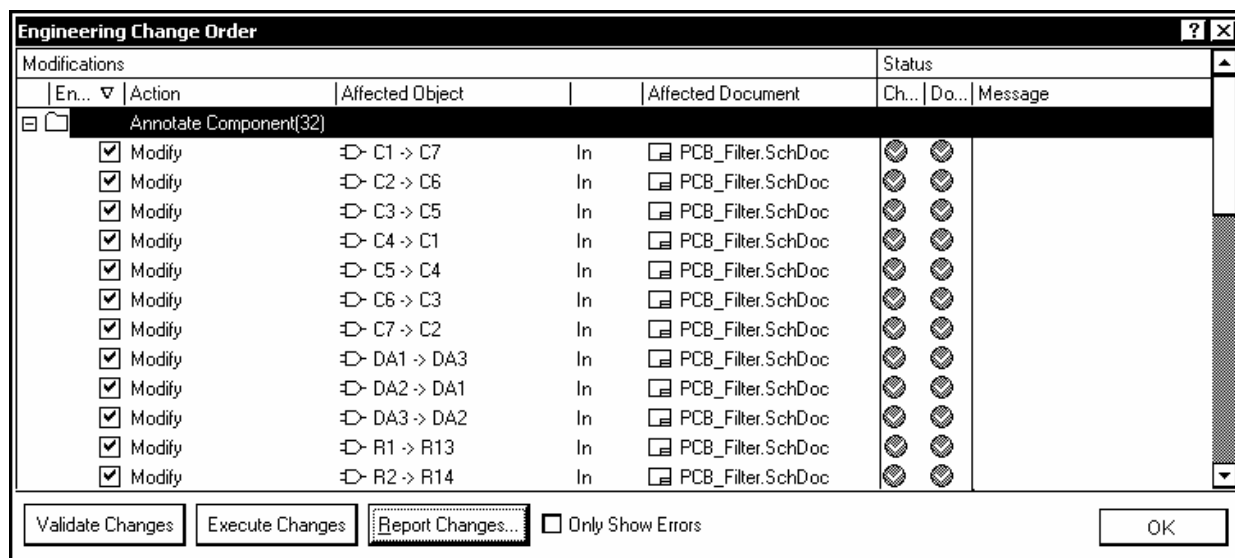 Engineering Change Order
Modifications Status
En... Action Affected Object Affected Document Ch... Do... Message
Annotate Component(32)
Modify C1 -> C7 In PCB_Filter.SchDoc
Modify C2 -> C6 In PCB_Filter.SchDoc
Modify C3 -> C5 In PCB_Filter.SchDoc
Modify C4 -> C1 In PCB_Filter.SchDoc
Modify C5 -> C4 In PCB_Filter.SchDoc
Modify C6 -> C3 In PCB_Filter.SchDoc
Modify C7 -> C2 In PCB_Filter.SchDoc
Modify DA1 -> DA3 In PCB_Filter.SchDoc
Modify DA2 -> DA1 In PCB_Filter.SchDoc
Modify DA3 -> DA2 In PCB_Filter.SchDoc
Modify R1 -> R13 In PCB_Filter.SchDoc
Modify R2 -> R14 In PCB_Filter.SchDoc
Validate Changes Execute Changes Report Changes... Only Show Errors OK